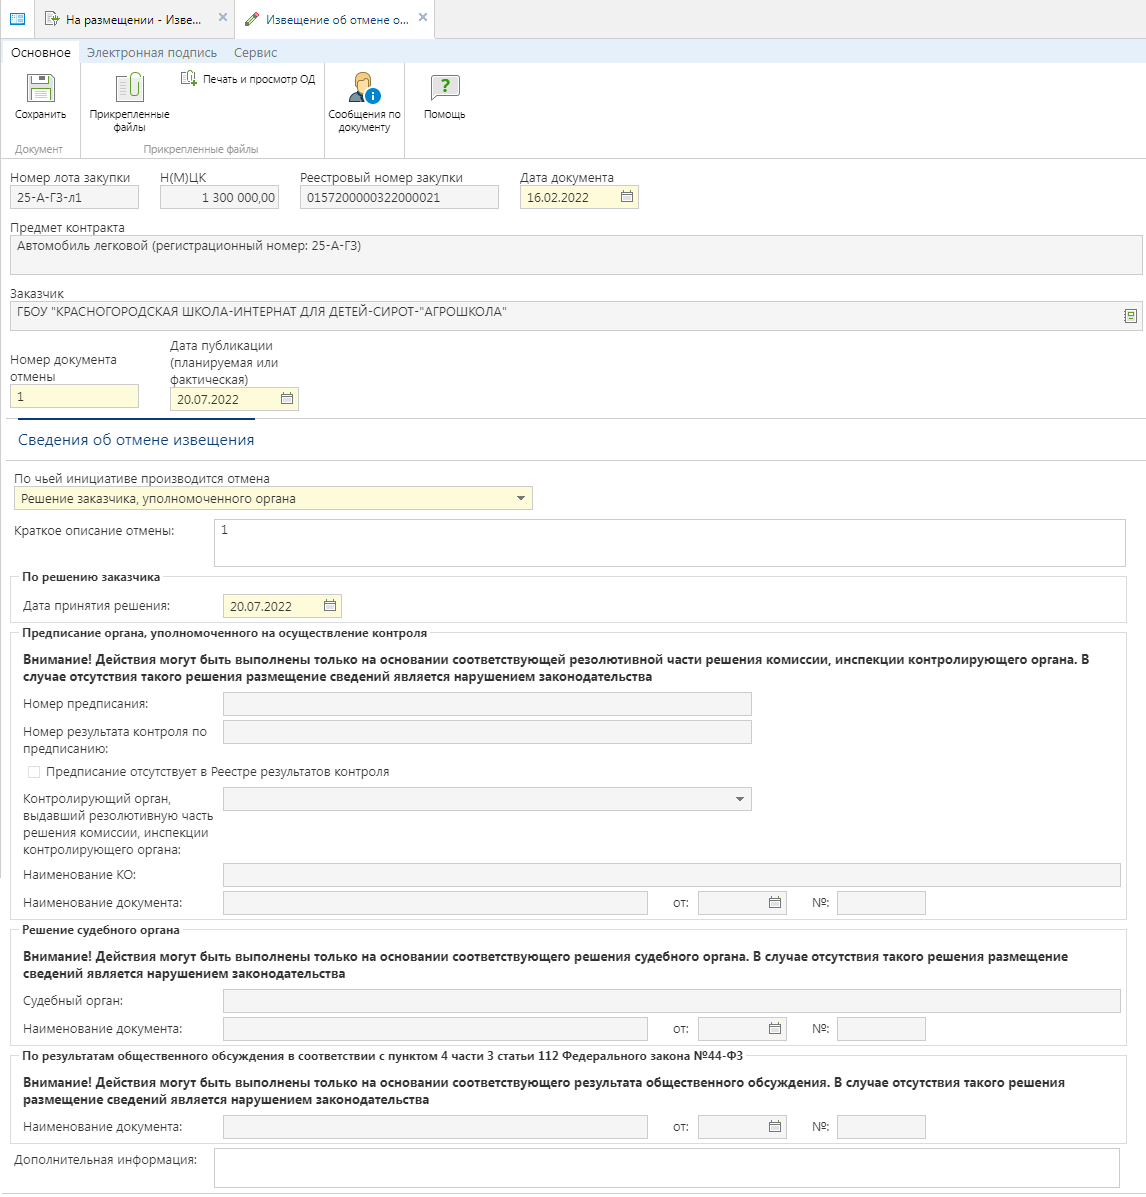 На размещении - Изве...
Извещение об отмене о...
Основное
Электронная подпись
Сервис
Сохранить
Прикрепленные
файлы
Печать и просмотр ОД
Сообщения по
документу
Помощь
Документ
Прикрепленные файлы
Номер лота закупки
Н(М)ЦК
Реестровый номер закупки
Дата документа
25-А-ГЗ-л1
1 300 000,00
0157200000322000021
16.02.2022
Предмет контракта
Автомобиль легковой (регистрационный номер: 25-А-ГЗ)
Заказчик
ГБОУ "КРАСНОГОРОДСКАЯ ШКОЛА-ИНТЕРНАТ ДЛЯ ДЕТЕЙ-СИРОТ-"АГРОШКОЛА"
Номер документа
отмены
1
Дата публикации
(планируемая или
фактическая)
20.07.2022
Сведения об отмене извещения
По чьей инициативе производится отмена
Решение заказчика, уполномоченного органа
Краткое описание отмены:
1
По решению заказчика
Дата принятия решения:
20.07.2022
Предписание органа, уполномоченного на осуществление контроля
Внимание! Действия могут быть выполнены только на основании соответствующей резолютивной части решения комиссии, инспекции контролирующего органа. В
случае отсутствия такого решения размещение сведений является нарушением законодательства
Номер предписания:
Номер результата контроля по
предписанию:
Предписание отсутствует в Реестре результатов контроля
Контролирующий орган,
выдавший резолютивную часть
решения комиссии, инспекции
контролирующего органа:
Наименование КО:
Наименование документа:
от:
№:
Решение судебного органа
Внимание! Действия могут быть выполнены только на основании соответствующего решения судебного органа. В случае отсутствия такого решения размещение
сведений является нарушением законодательства
Судебный орган:
Наименование документа:
от:
№:
По результатам общественного обсуждения в соответствии с пунктом 4 части 3 статьи 112 Федерального закона №44-ФЗ
Внимание! Действия могут быть выполнены только на основании соответствующего результата общественного обсуждения. В случае отсутствия такого решения
размещение сведений является нарушением законодательства
Наименование документа:
от:
№:
Дополнительная информация: